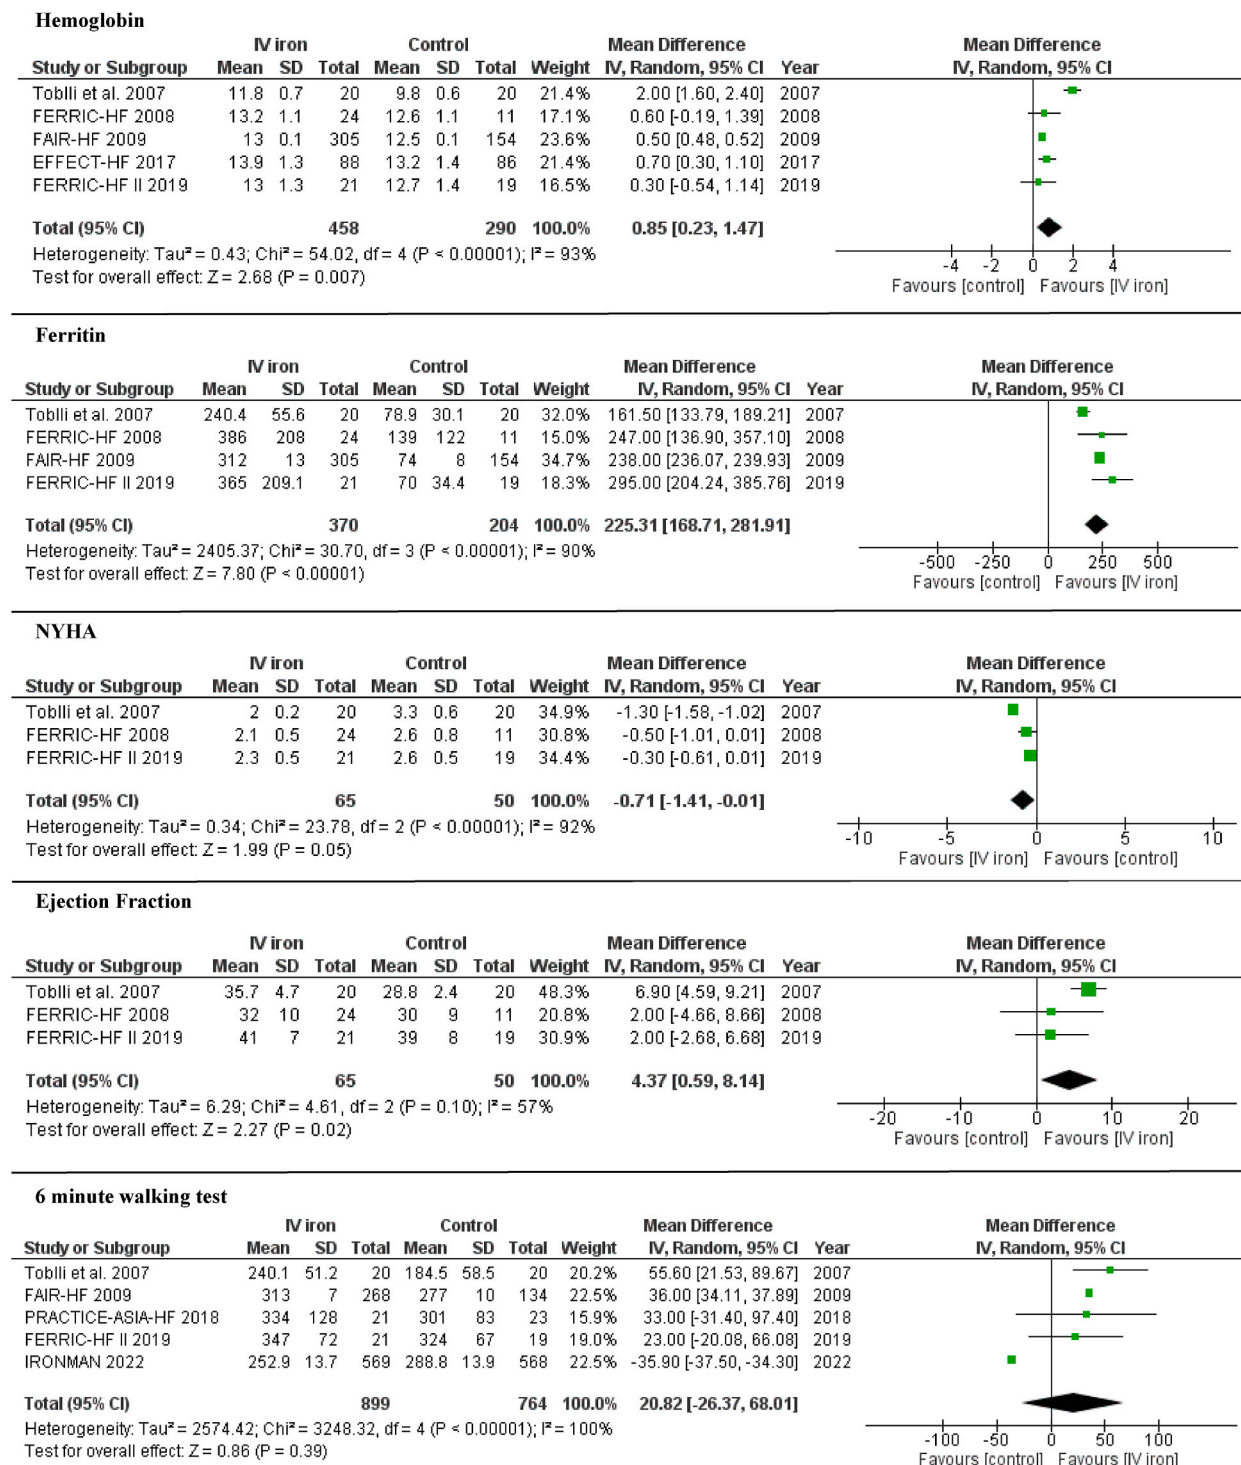 Hemoglobin
IV iron Control Mean Difference Mean Difference
Study or Subgroup Mean SD Total Mean SD Total Weight IV, Random, 95% CI Year IV, Random, 95% CI
Toblli et al. 2007 11.8 0.7 20 9.8 0.6 20 21.4% 2.00 [1.60, 2.40] 2007
FERRIC-HF 2008 13.2 1.1 24 12.6 1.1 11 17.1% 0.60 [-0.19, 1.39] 2008
FAIR-HF 2009 13 0.1 305 12.5 0.1 154 23.6% 0.50 [0.48, 0.52] 2009
EFFECT-HF 2017 13.9 1.3 88 13.2 1.4 86 21.4% 0.70 [0.30, 1.10] 2017
FERRIC-HF II 2019 13 1.3 21 12.7 1.4 19 16.5% 0.30 [-0.54, 1.14] 2019
Total (95% CI) 458 290 100.0% 0.85 [0.23, 1.47]
Heterogeneity: Tau² = 0.43; Chi² = 54.02, df = 4 (P < 0.00001); I² = 93%
Test for overall effect: Z = 2.68 (P = 0.007)
-4 -2 0 2 4
Favours [control] Favours [IV iron]
Ferritin
IV iron Control Mean Difference Mean Difference
Study or Subgroup Mean SD Total Mean SD Total Weight IV, Random, 95% CI Year IV, Random, 95% CI
Toblli et al. 2007 240.4 55.6 20 78.9 30.1 20 32.0% 161.50 [133.79, 189.21] 2007
FERRIC-HF 2008 386 208 24 139 122 11 15.0% 247.00 [136.90, 357.10] 2008
FAIR-HF 2009 312 13 305 74 8 154 34.7% 238.00 [236.07, 239.93] 2009
FERRIC-HF II 2019 365 209.1 21 70 34.4 19 18.3% 295.00 [204.24, 385.76] 2019
Total (95% CI) 370 204 100.0% 225.31 [168.71, 281.91]
Heterogeneity: Tau² = 2405.37; Chi² = 30.70, df = 3 (P < 0.00001); I² = 90%
Test for overall effect: Z = 7.80 (P < 0.00001)
-500 -250 0 250 500
Favours [control] Favours [IV iron]
NYHA
IV iron Control Mean Difference Mean Difference
Study or Subgroup Mean SD Total Mean SD Total Weight IV, Random, 95% CI Year IV, Random, 95% CI
Toblli et al. 2007 2 0.2 20 3.3 0.6 20 34.9% -1.30 [-1.58, -1.02] 2007
FERRIC-HF 2008 2.1 0.5 24 2.6 0.8 11 30.8% -0.50 [-1.01, 0.01] 2008
FERRIC-HF II 2019 2.3 0.5 21 2.6 0.5 19 34.4% -0.30 [-0.61, 0.01] 2019
Total (95% CI) 65 50 100.0% -0.71 [-1.41, -0.01]
Heterogeneity: Tau² = 0.34; Chi² = 23.78, df = 2 (P < 0.00001); I² = 92%
Test for overall effect: Z = 1.99 (P = 0.05)
-10 -5 0 5 10
Favours [IV iron] Favours [control]
Ejection Fraction
IV iron Control Mean Difference Mean Difference
Study or Subgroup Mean SD Total Mean SD Total Weight IV, Random, 95% CI Year IV, Random, 95% CI
Toblli et al. 2007 35.7 4.7 20 28.8 2.4 20 48.3% 6.90 [4.59, 9.21] 2007
FERRIC-HF 2008 32 10 24 30 9 11 20.8% 2.00 [-4.66, 8.66] 2008
FERRIC-HF II 2019 41 7 21 39 8 19 30.9% 2.00 [-2.68, 6.68] 2019
Total (95% CI) 65 50 100.0% 4.37 [0.59, 8.14]
Heterogeneity: Tau² = 6.29; Chi² = 4.61, df = 2 (P = 0.10); I² = 57%
Test for overall effect: Z = 2.27 (P = 0.02)
-20 -10 0 10 20
Favours [control] Favours [IV iron]
6 minute walking test
IV iron Control Mean Difference Mean Difference
Study or Subgroup Mean SD Total Mean SD Total Weight IV, Random, 95% CI Year IV, Random, 95% CI
Toblli et al. 2007 240.1 51.2 20 184.5 58.5 20 20.2% 55.60 [21.53, 89.67] 2007
FAIR-HF 2009 313 7 268 277 10 134 22.5% 36.00 [34.11, 37.89] 2009
PRACTICE-ASIA-HF 2018 334 128 21 301 83 23 15.9% 33.00 [-31.40, 97.40] 2018
FERRIC-HF II 2019 347 72 21 324 67 19 19.0% 23.00 [-20.08, 66.08] 2019
IRONMAN 2022 252.9 13.7 569 288.8 13.9 568 22.5% -35.90 [-37.50, -34.30] 2022
Total (95% CI) 899 764 100.0% 20.82 [-26.37, 68.01]
Heterogeneity: Tau² = 2574.42; Chi² = 3248.32, df = 4 (P < 0.00001); I² = 100%
Test for overall effect: Z = 0.86 (P = 0.39)
-100 -50 0 50 100
Favours [control] Favours [IV iron]